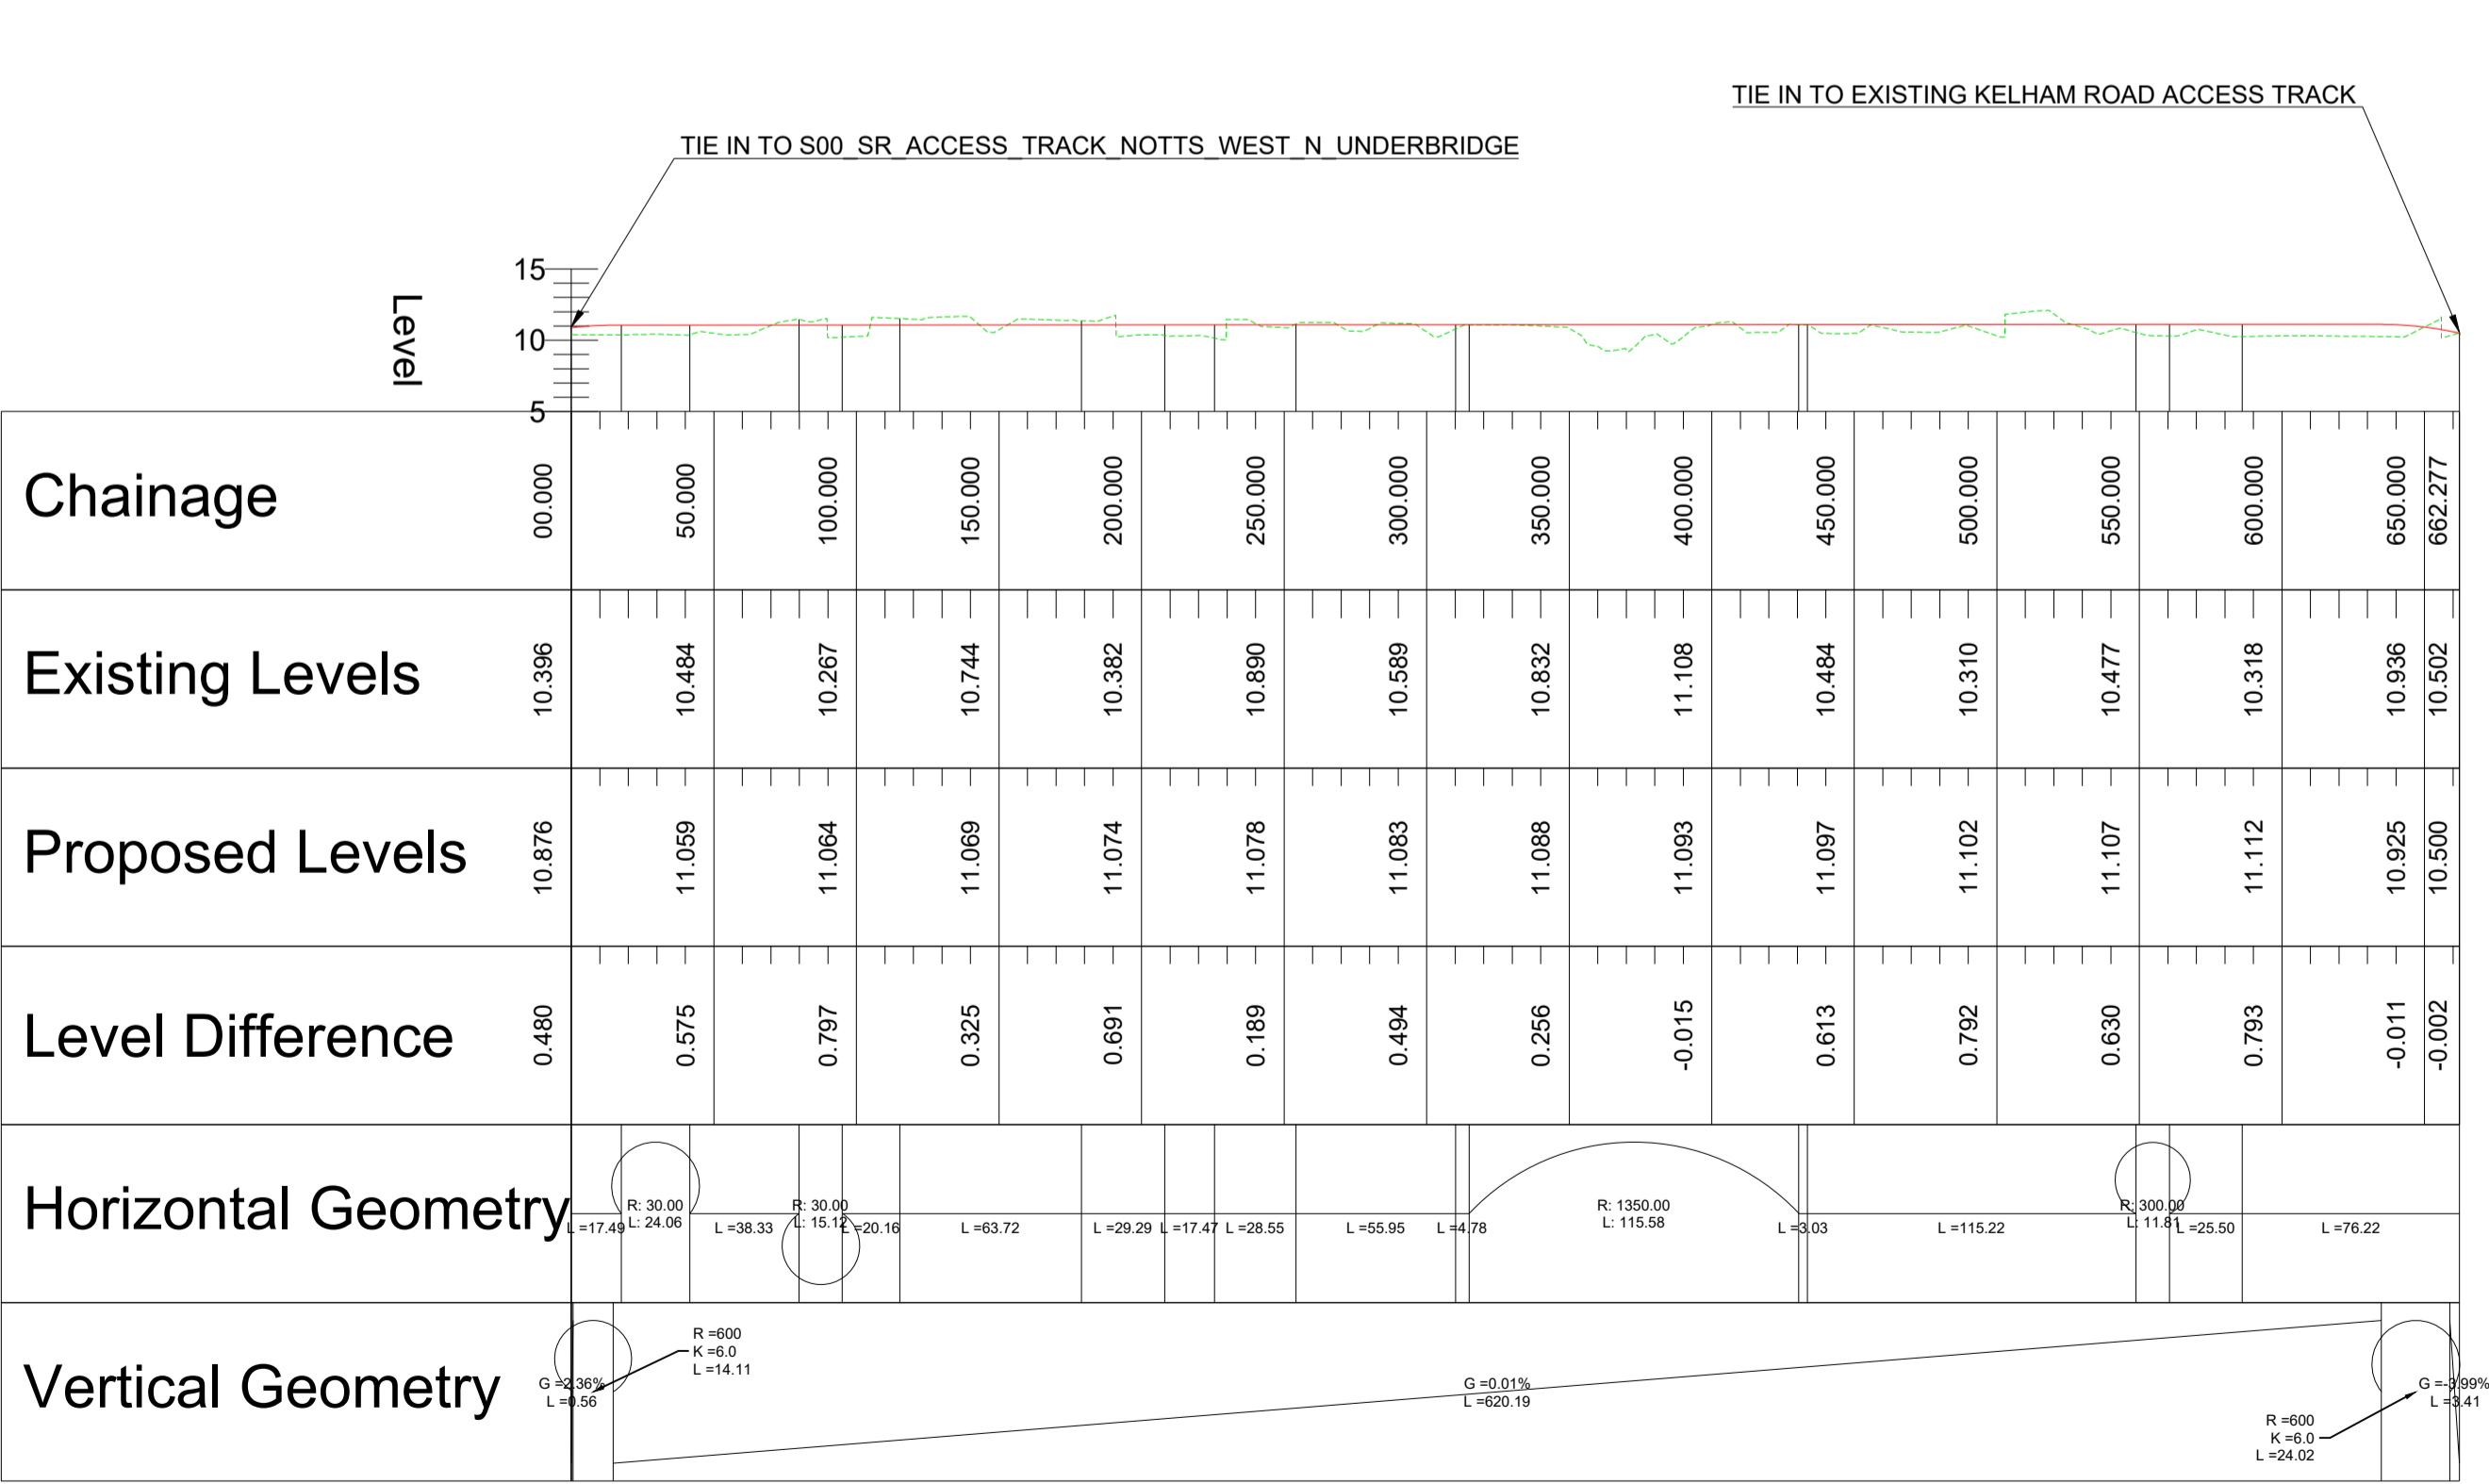 TIE IN TO EXISTING KELHAM ROAD ACCESS TRACK
TIE IN TO S00_SR_ACCESS_TRACK_NOTTS_WEST_N_UNDERBRIDGE
Level
15
10
5
Chainage
00.000 50.000 100.000 150.000 200.000 250.000 300.000 350.000 400.000 450.000 500.000 550.000 600.000 650.000 662.277
Existing Levels
10.396 10.484 10.267 10.744 10.382 10.890 10.589 10.832 11.108 10.484 10.310 10.477 10.318 10.936 10.502
Proposed Levels
10.876 11.059 11.064 11.069 11.074 11.078 11.083 11.088 11.093 11.097 11.102 11.107 11.112 10.925 10.500
Level Difference
0.480 0.575 0.797 0.325 0.691 0.189 0.494 0.256 -0.015 0.613 0.792 0.630 0.793 -0.011 -0.002
Horizontal Geometry
L =17.49
R: 30.00
L: 24.06
L =38.33
R: 30.00
L: 15.12
L =20.16
L =63.72
L =29.29
L =17.47
L =28.55
L =55.95
L =4.78
R: 1350.00
L: 115.58
L =3.03
L =115.22
R: 300.00
L: 11.81
L =25.50
L =76.22
Vertical Geometry
G =2.36%
L =0.56
R =600
K =6.0
L =14.11
G =0.01%
L =620.19
R =600
K =6.0
L =24.02
G =-3.99%
L =3.41